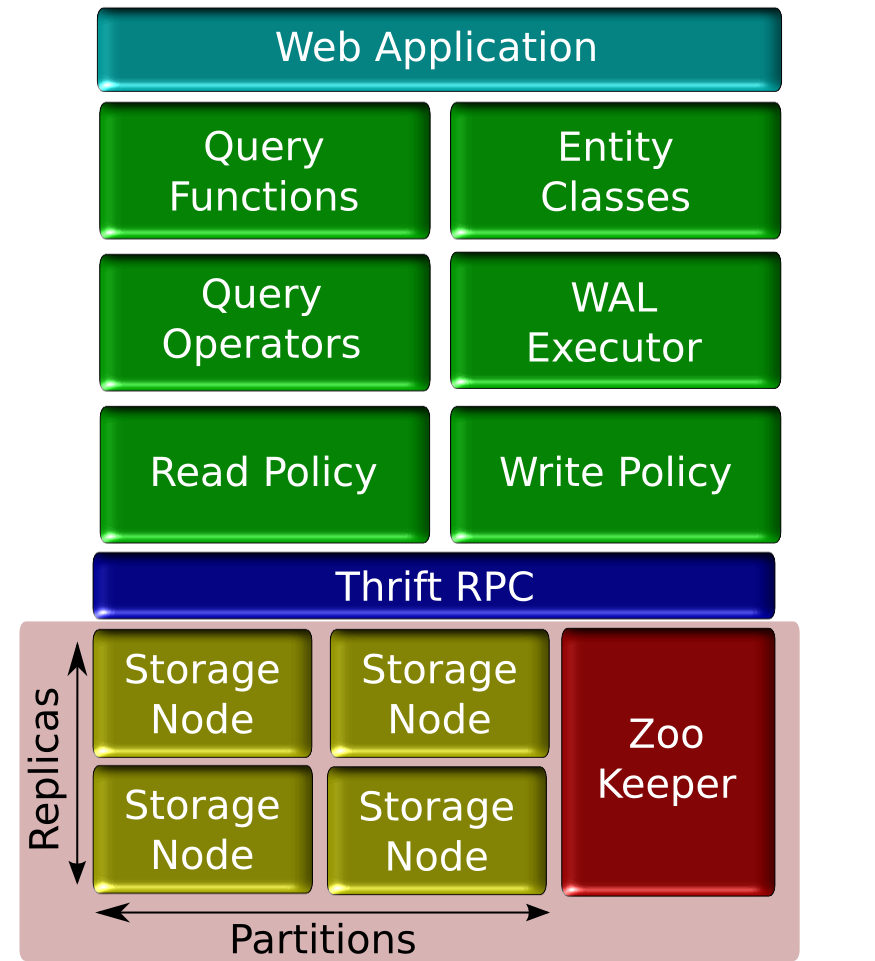 Web Application
Query
Functions
Entity
Classes
Query
Operators
WAL
Executor
Read Policy
Write Policy
Thrift RPC
Replicas
Storage
Node
Storage
Node
Zoo
Keeper
Storage
Node
Storage
Node
Partitions